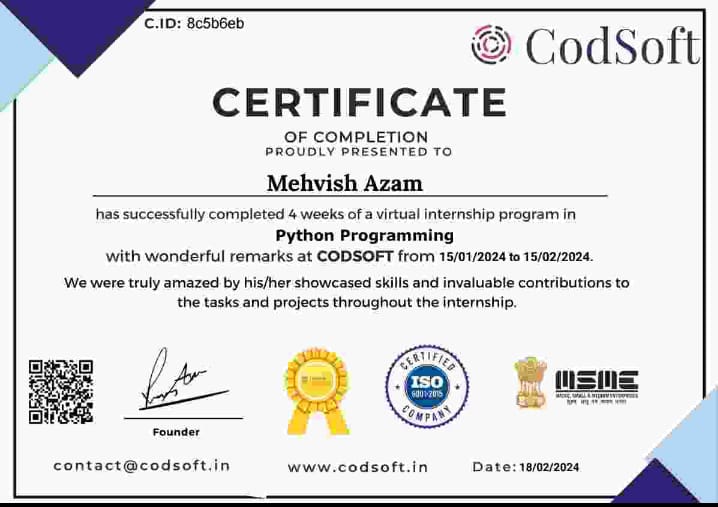 C.ID: 8c5b6eb
CodSoft
CERTIFICATE
OF COMPLETION
PROUDLY PRESENTED TO
Mehvish Azam
has successfully completed 4 weeks of a virtual internship program in
Python Programming
with wonderful remarks at CODSOFT from 15/01/2024 to 15/02/2024.
We were truly amazed by his/her showcased skills and invaluable contributions to
the tasks and projects throughout the internship.
CERTIFIED
ISO
9001:2015
COMPANY
MSME
MICRO, SMALL & MEDIUM ENTERPRISES
Founder
contact@codsoft.in
www.codsoft.in
Date: 18/02/2024